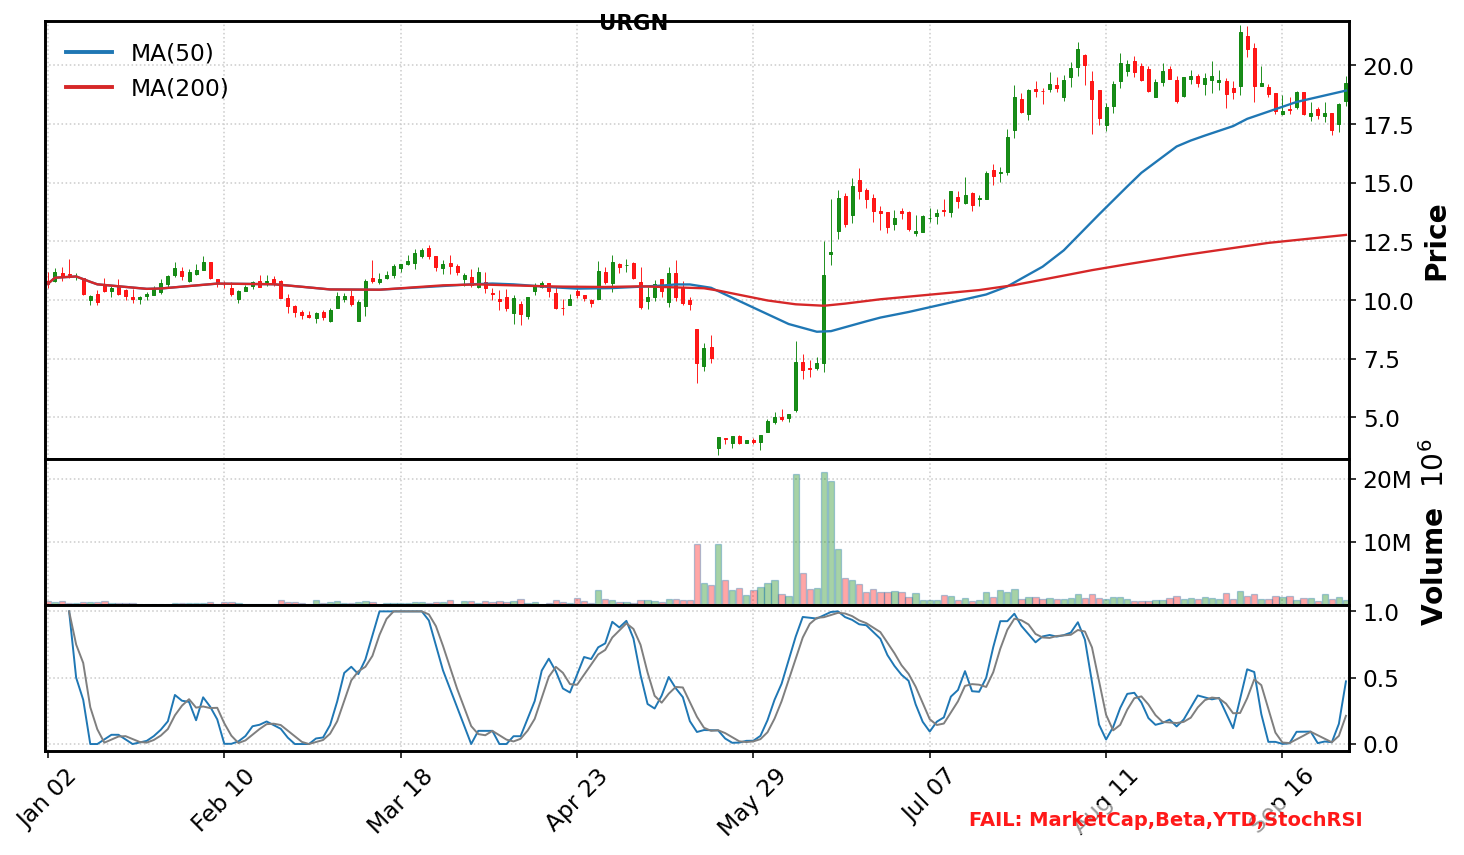 URGN
MA(50)
MA(200)
20.0
17.5
15.0
12.5
10.0
7.5
5.0
Price
20M
10M
Volume 10^6
1.0
0.5
0.0
Jan 02
Feb 10
Mar 18
Apr 23
May 29
Jul 07
Aug 11
Sep 16
FAIL: MarketCap,Beta,YTD,StochRSI